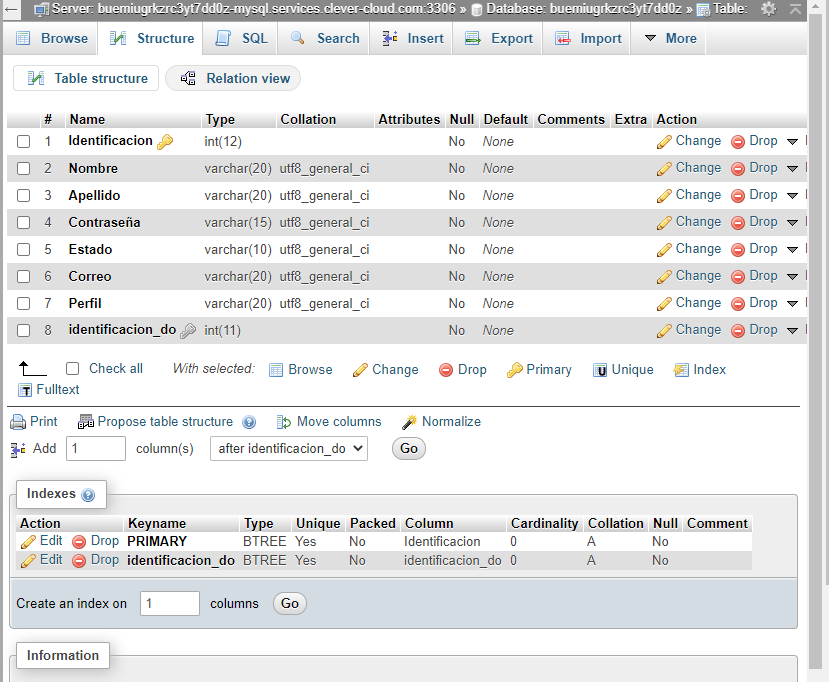 Server: buemiugrkzrc3yt7dd0z-mysql.services.clever-cloud.com:3306 » Database: buemiugrkzrc3yt7dd0z » Table:
Browse Structure SQL Search Insert Export Import More
Table structure Relation view
# Name Type Collation Attributes Null Default Comments Extra Action
1 Identificacion int(12) No None Change Drop
2 Nombre varchar(20) utf8_general_ci No None Change Drop
3 Apellido varchar(20) utf8_general_ci No None Change Drop
4 Contraseña varchar(15) utf8_general_ci No None Change Drop
5 Estado varchar(10) utf8_general_ci No None Change Drop
6 Correo varchar(20) utf8_general_ci No None Change Drop
7 Perfil varchar(20) utf8_general_ci No None Change Drop
8 identificacion_do int(11) No None Change Drop
Check all With selected: Browse Change Drop Primary Unique Index
Fulltext
Print Propose table structure Move columns Normalize
Add 1 column(s) after identificacion_do Go
Indexes
Action Keyname Type Unique Packed Column Cardinality Collation Null Comment
Edit Drop PRIMARY BTREE Yes No Identificacion 0 A No
Edit Drop identificacion_do BTREE Yes No identificacion_do 0 A No
Create an index on 1 columns Go
Information